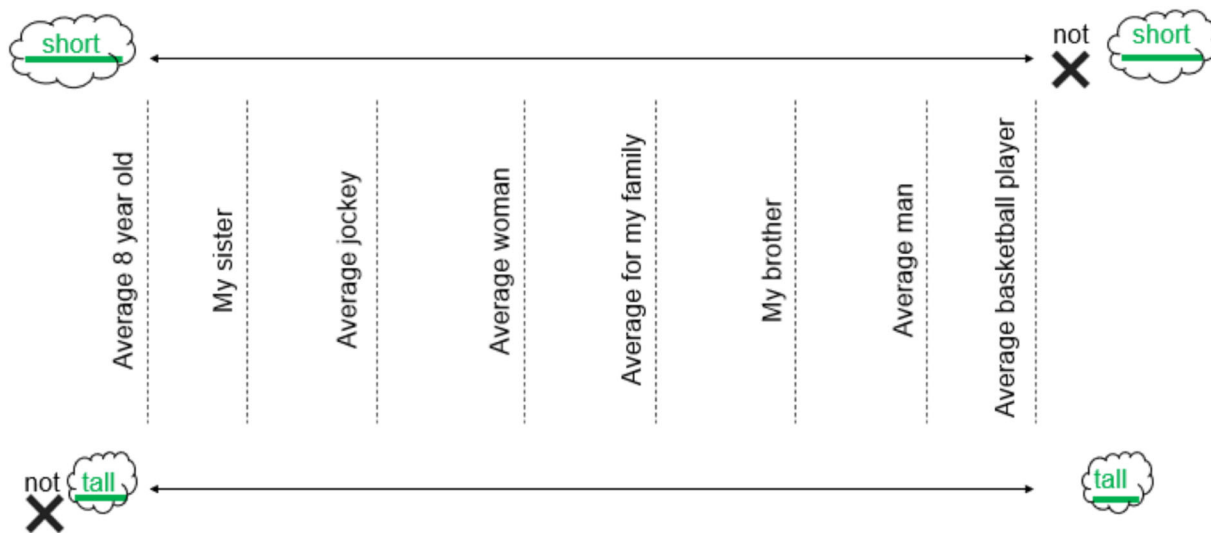 short
not
short
Average 8 year old
My sister
Average jockey
Average woman
Average for my family
My brother
Average man
Average basketball player
not
tall
tall